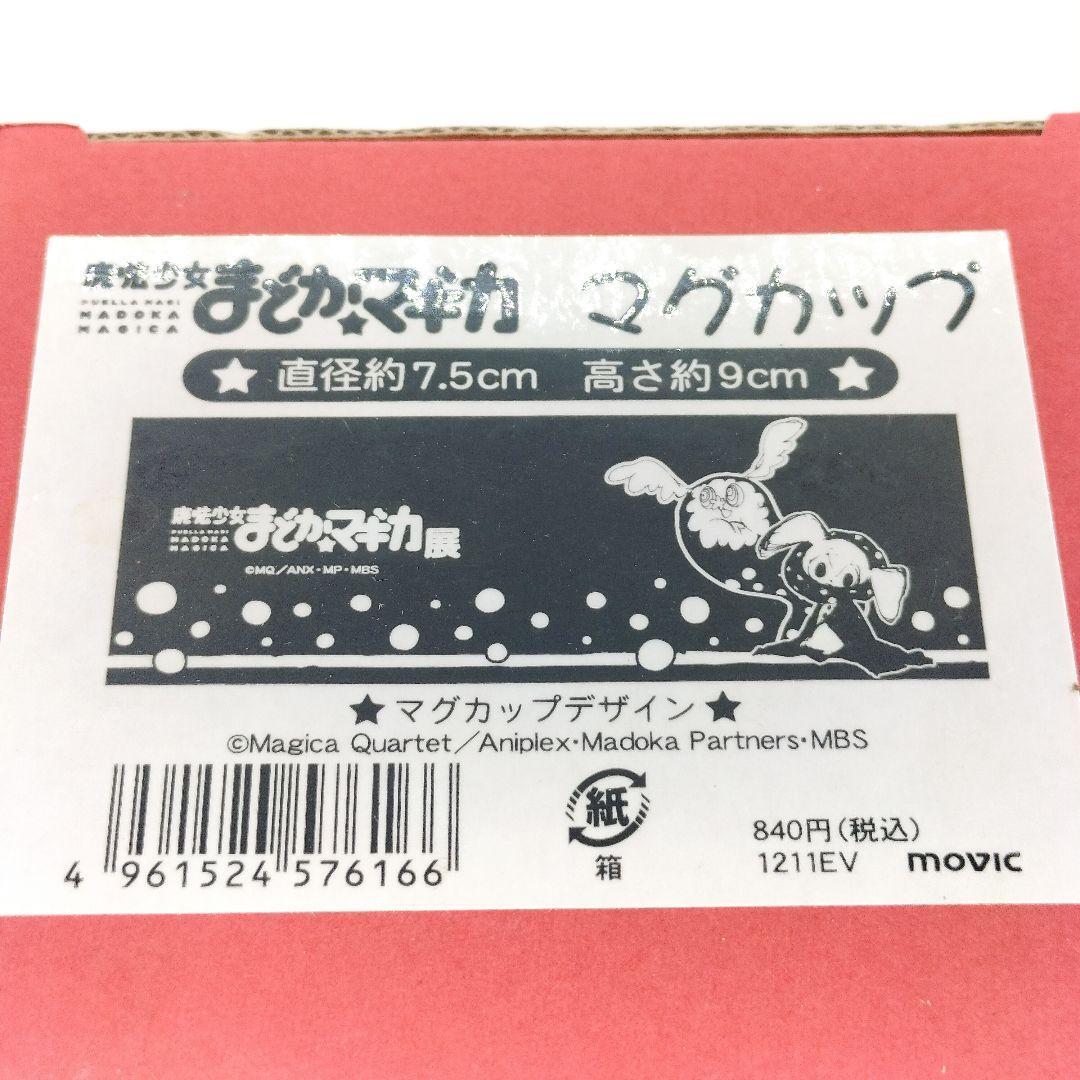 魔法少女 まどか☆マギカ マグカップ
PUELLA MAGI
MADOKA
MAGICA
★ 直径約7.5cm 高さ約9cm ★
魔法少女 まどか☆マギカ展
PUELLA MAGI
MADOKA
MAGICA
©MQ/ANX・MP・MBS
★マグカップデザイン★
©Magica Quartet/Aniplex・Madoka Partners・MBS
紙
箱
4 961524 576166
840円(税込)
1211EV movic